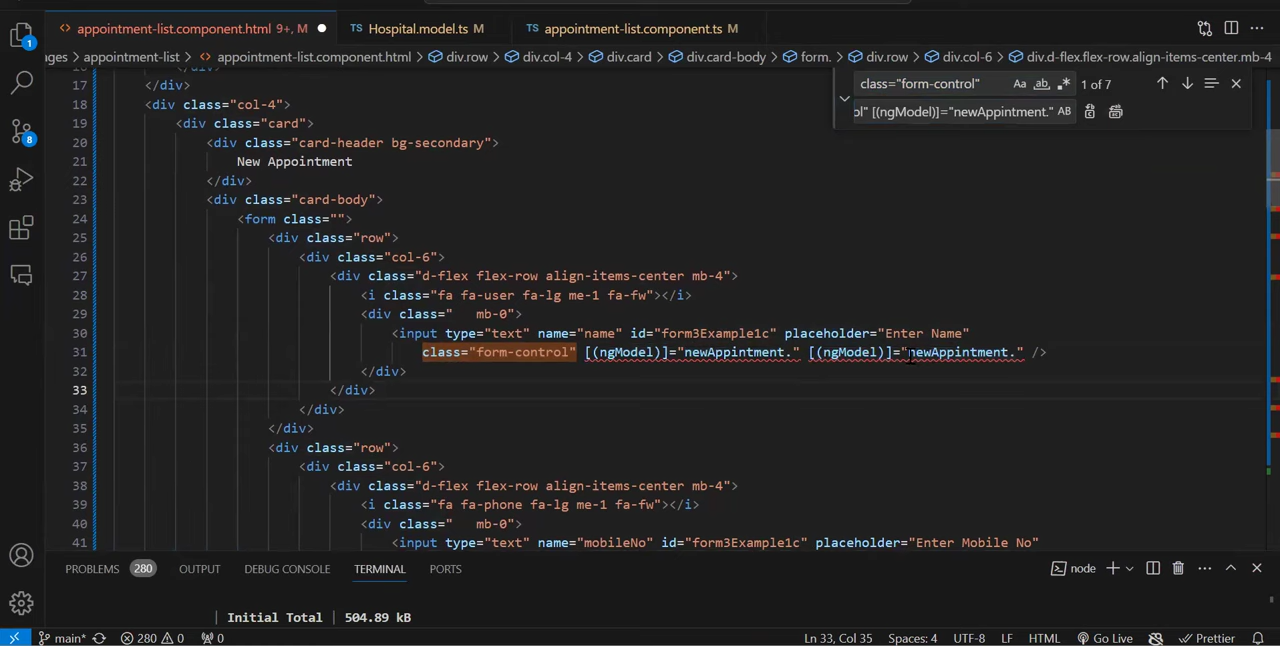 appointment-list.component.html 9+, M
TS Hospital.model.ts M
TS appointment-list.component.ts M
ges > appointment-list > appointment-list.component.html > div.row > div.col-4 > div.card > div.card-body > form. > div.row > div.col-6 > div.d-flex.flex-row.align-items-center.mb-4
class="form-control" Aa ab .* 1 of 7
ol" [(ngModel)]="newAppointment." AB
17 </div>
18 <div class="col-4">
19 <div class="card">
20 <div class="card-header bg-secondary">
21 New Appointment
22 </div>
23 <div class="card-body">
24 <form class="">
25 <div class="row">
26 <div class="col-6">
27 <div class="d-flex flex-row align-items-center mb-4">
28 <i class="fa fa-user fa-lg me-1 fa-fw"></i>
29 <div class="   mb-0">
30 <input type="text" name="name" id="form3Example1c" placeholder="Enter Name"
31 class="form-control" [(ngModel)]="newAppintment." [(ngModel)]="newAppintment." />
32 </div>
33 </div>
34 </div>
35 </div>
36 <div class="row">
37 <div class="col-6">
38 <div class="d-flex flex-row align-items-center mb-4">
39 <i class="fa fa-phone fa-lg me-1 fa-fw"></i>
40 <div class="   mb-0">
41 <input type="text" name="mobileNo" id="form3Example1c" placeholder="Enter Mobile No"
1
8
PROBLEMS 280 OUTPUT DEBUG CONSOLE TERMINAL PORTS
node
| Initial Total | 504.89 kB
main* 280 0 0
Ln 33, Col 35 Spaces: 4 UTF-8 LF HTML Go Live Prettier